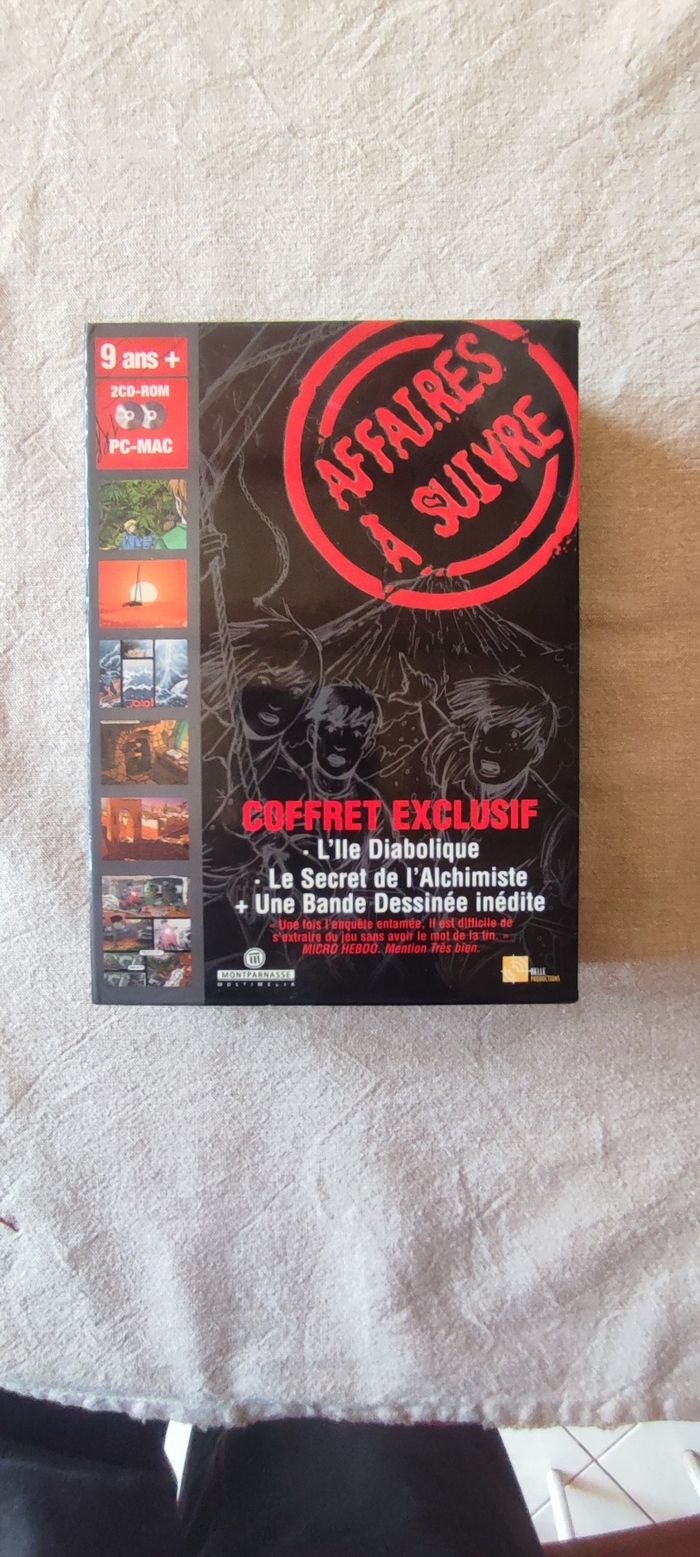 9 ans +
2CD-ROM
PC-MAC
AFFAIRES
À SUIVRE
COFFRET EXCLUSIF
· L'Ile Diabolique
· Le Secret de l'Alchimiste
+ Une Bande Dessinée inédite
« Une fois l'enquête entamée, il est difficile de
s'extraire du jeu sans avoir le mot de la fin. »
MICRO HEBDO. Mention Très bien.
MONTPARNASSE
MULTIMEDIA
PRODUCTIONS